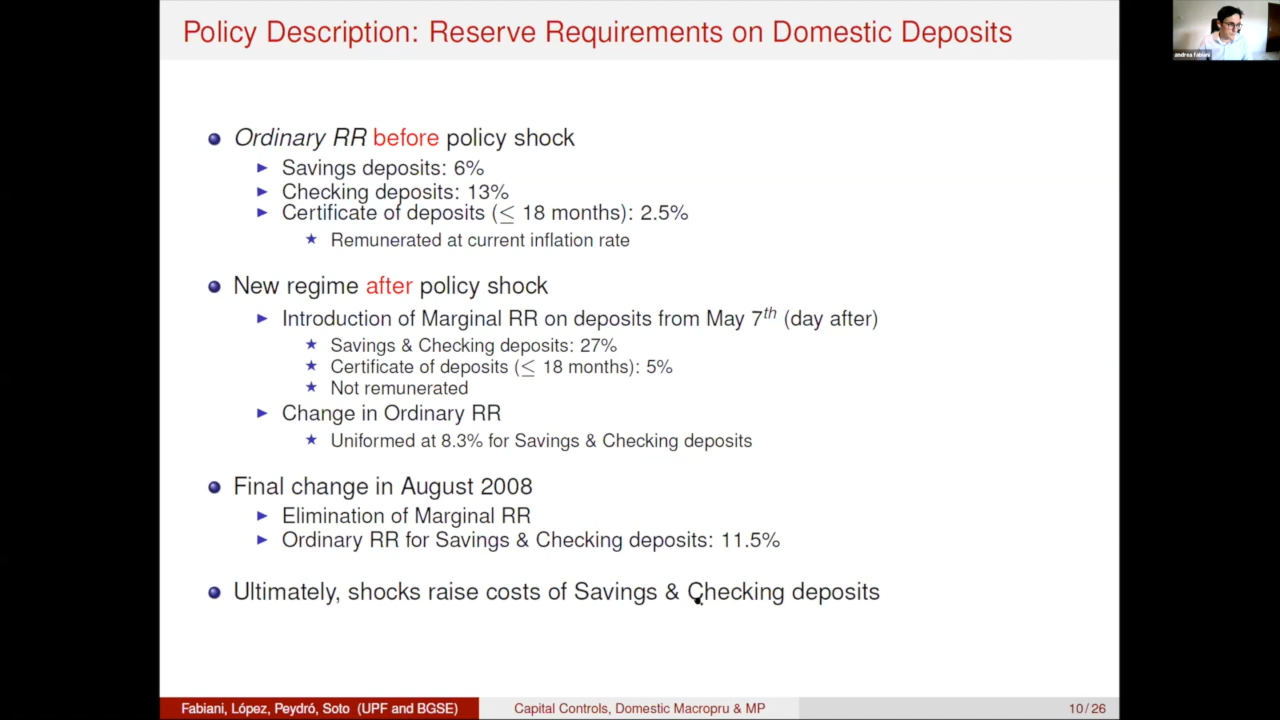 Policy Description: Reserve Requirements on Domestic Deposits
andrea fabiani
Ordinary RR before policy shock
Savings deposits: 6%
Checking deposits: 13%
Certificate of deposits (≤ 18 months): 2.5%
Remunerated at current inflation rate
New regime after policy shock
Introduction of Marginal RR on deposits from May 7th (day after)
Savings & Checking deposits: 27%
Certificate of deposits (≤ 18 months): 5%
Not remunerated
Change in Ordinary RR
Uniformed at 8.3% for Savings & Checking deposits
Final change in August 2008
Elimination of Marginal RR
Ordinary RR for Savings & Checking deposits: 11.5%
Ultimately, shocks raise costs of Savings & Checking deposits
Fabiani, López, Peydró, Soto (UPF and BGSE) Capital Controls, Domestic Macropru & MP 10 / 26